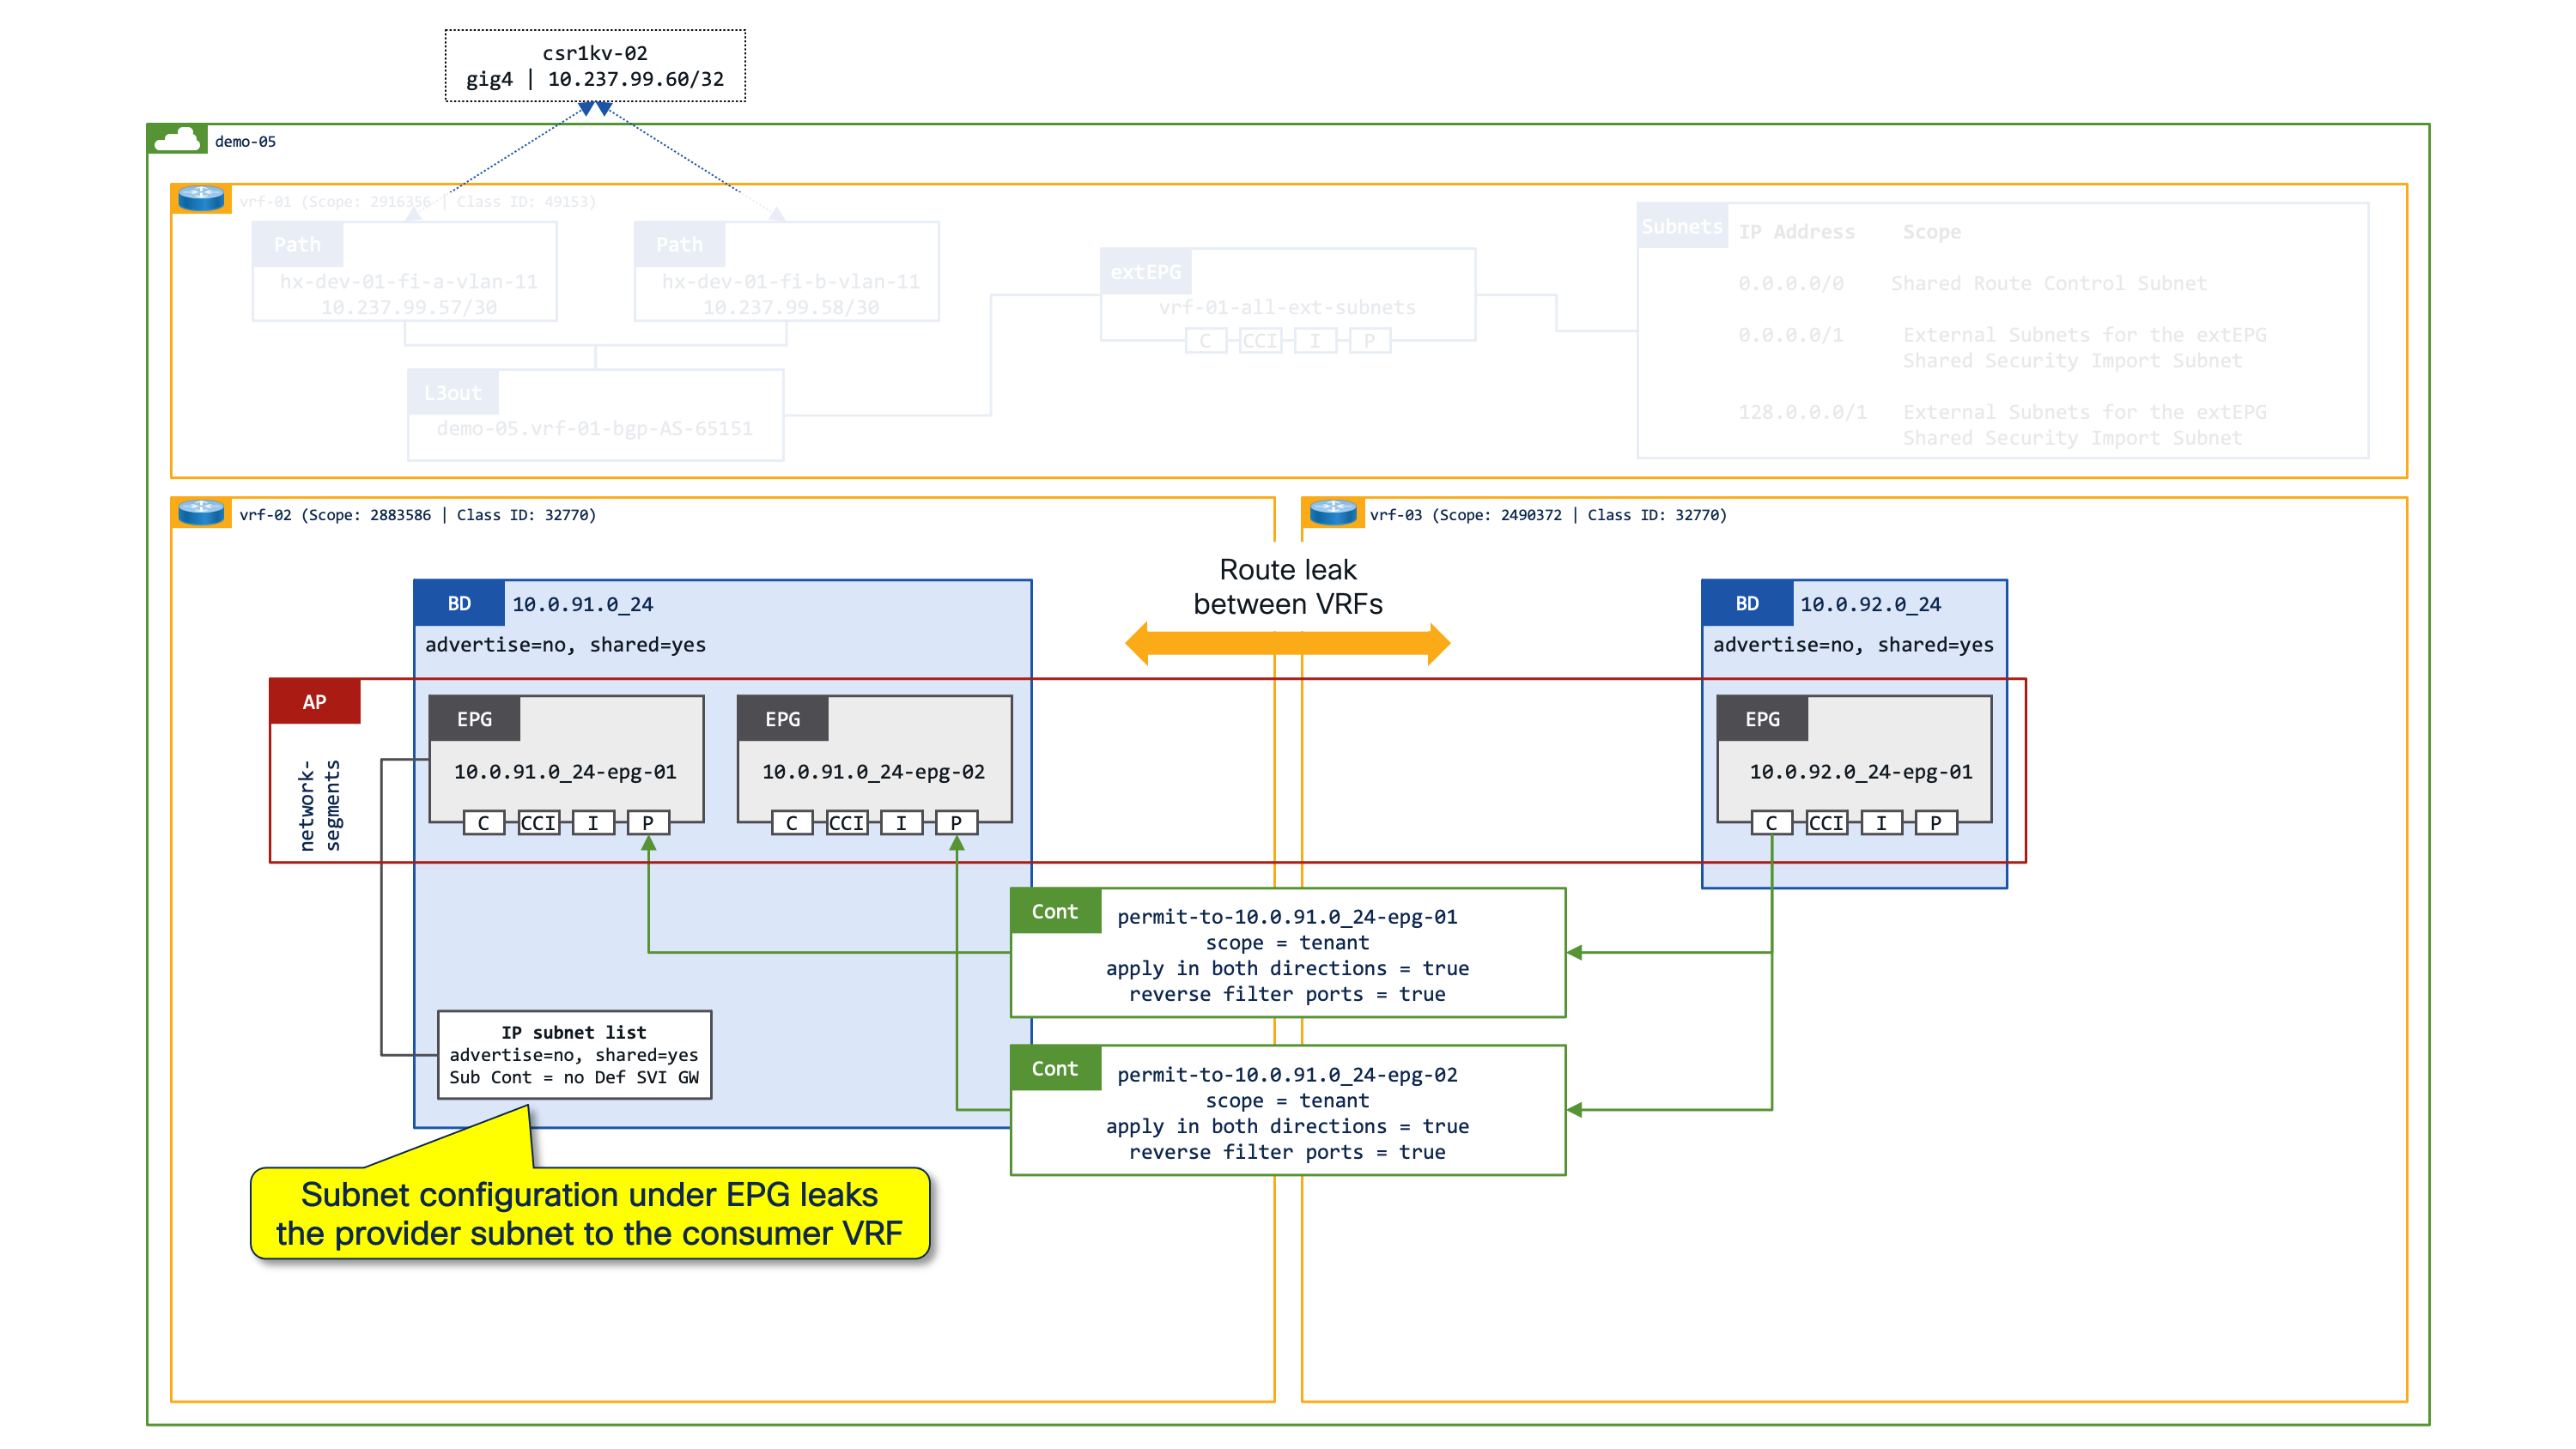 csr1kv-02
gig4 | 10.237.99.60/32
demo-05
vrf-01 (Scope: 2916356 | Class ID: 49153)
Path
hx-dev-01-fi-a-vlan-11
10.237.99.57/30
Path
hx-dev-01-fi-b-vlan-11
10.237.99.58/30
L3out
demo-05.vrf-01-bgp-AS-65151
extEPG
vrf-01-all-ext-subnets
C CCI I P
Subnets
IP Address Scope
0.0.0.0/0 Shared Route Control Subnet
0.0.0.0/1 External Subnets for the extEPG
Shared Security Import Subnet
128.0.0.0/1 External Subnets for the extEPG
Shared Security Import Subnet
vrf-02 (Scope: 2883586 | Class ID: 32770)
vrf-03 (Scope: 2490372 | Class ID: 32770)
Route leak
between VRFs
BD 10.0.91.0_24
advertise=no, shared=yes
BD 10.0.92.0_24
advertise=no, shared=yes
AP
network-
segments
EPG
10.0.91.0_24-epg-01
C CCI I P
EPG
10.0.91.0_24-epg-02
C CCI I P
EPG
10.0.92.0_24-epg-01
C CCI I P
Cont
permit-to-10.0.91.0_24-epg-01
scope = tenant
apply in both directions = true
reverse filter ports = true
IP subnet list
advertise=no, shared=yes
Sub Cont = no Def SVI GW
Cont
permit-to-10.0.91.0_24-epg-02
scope = tenant
apply in both directions = true
reverse filter ports = true
Subnet configuration under EPG leaks
the provider subnet to the consumer VRF